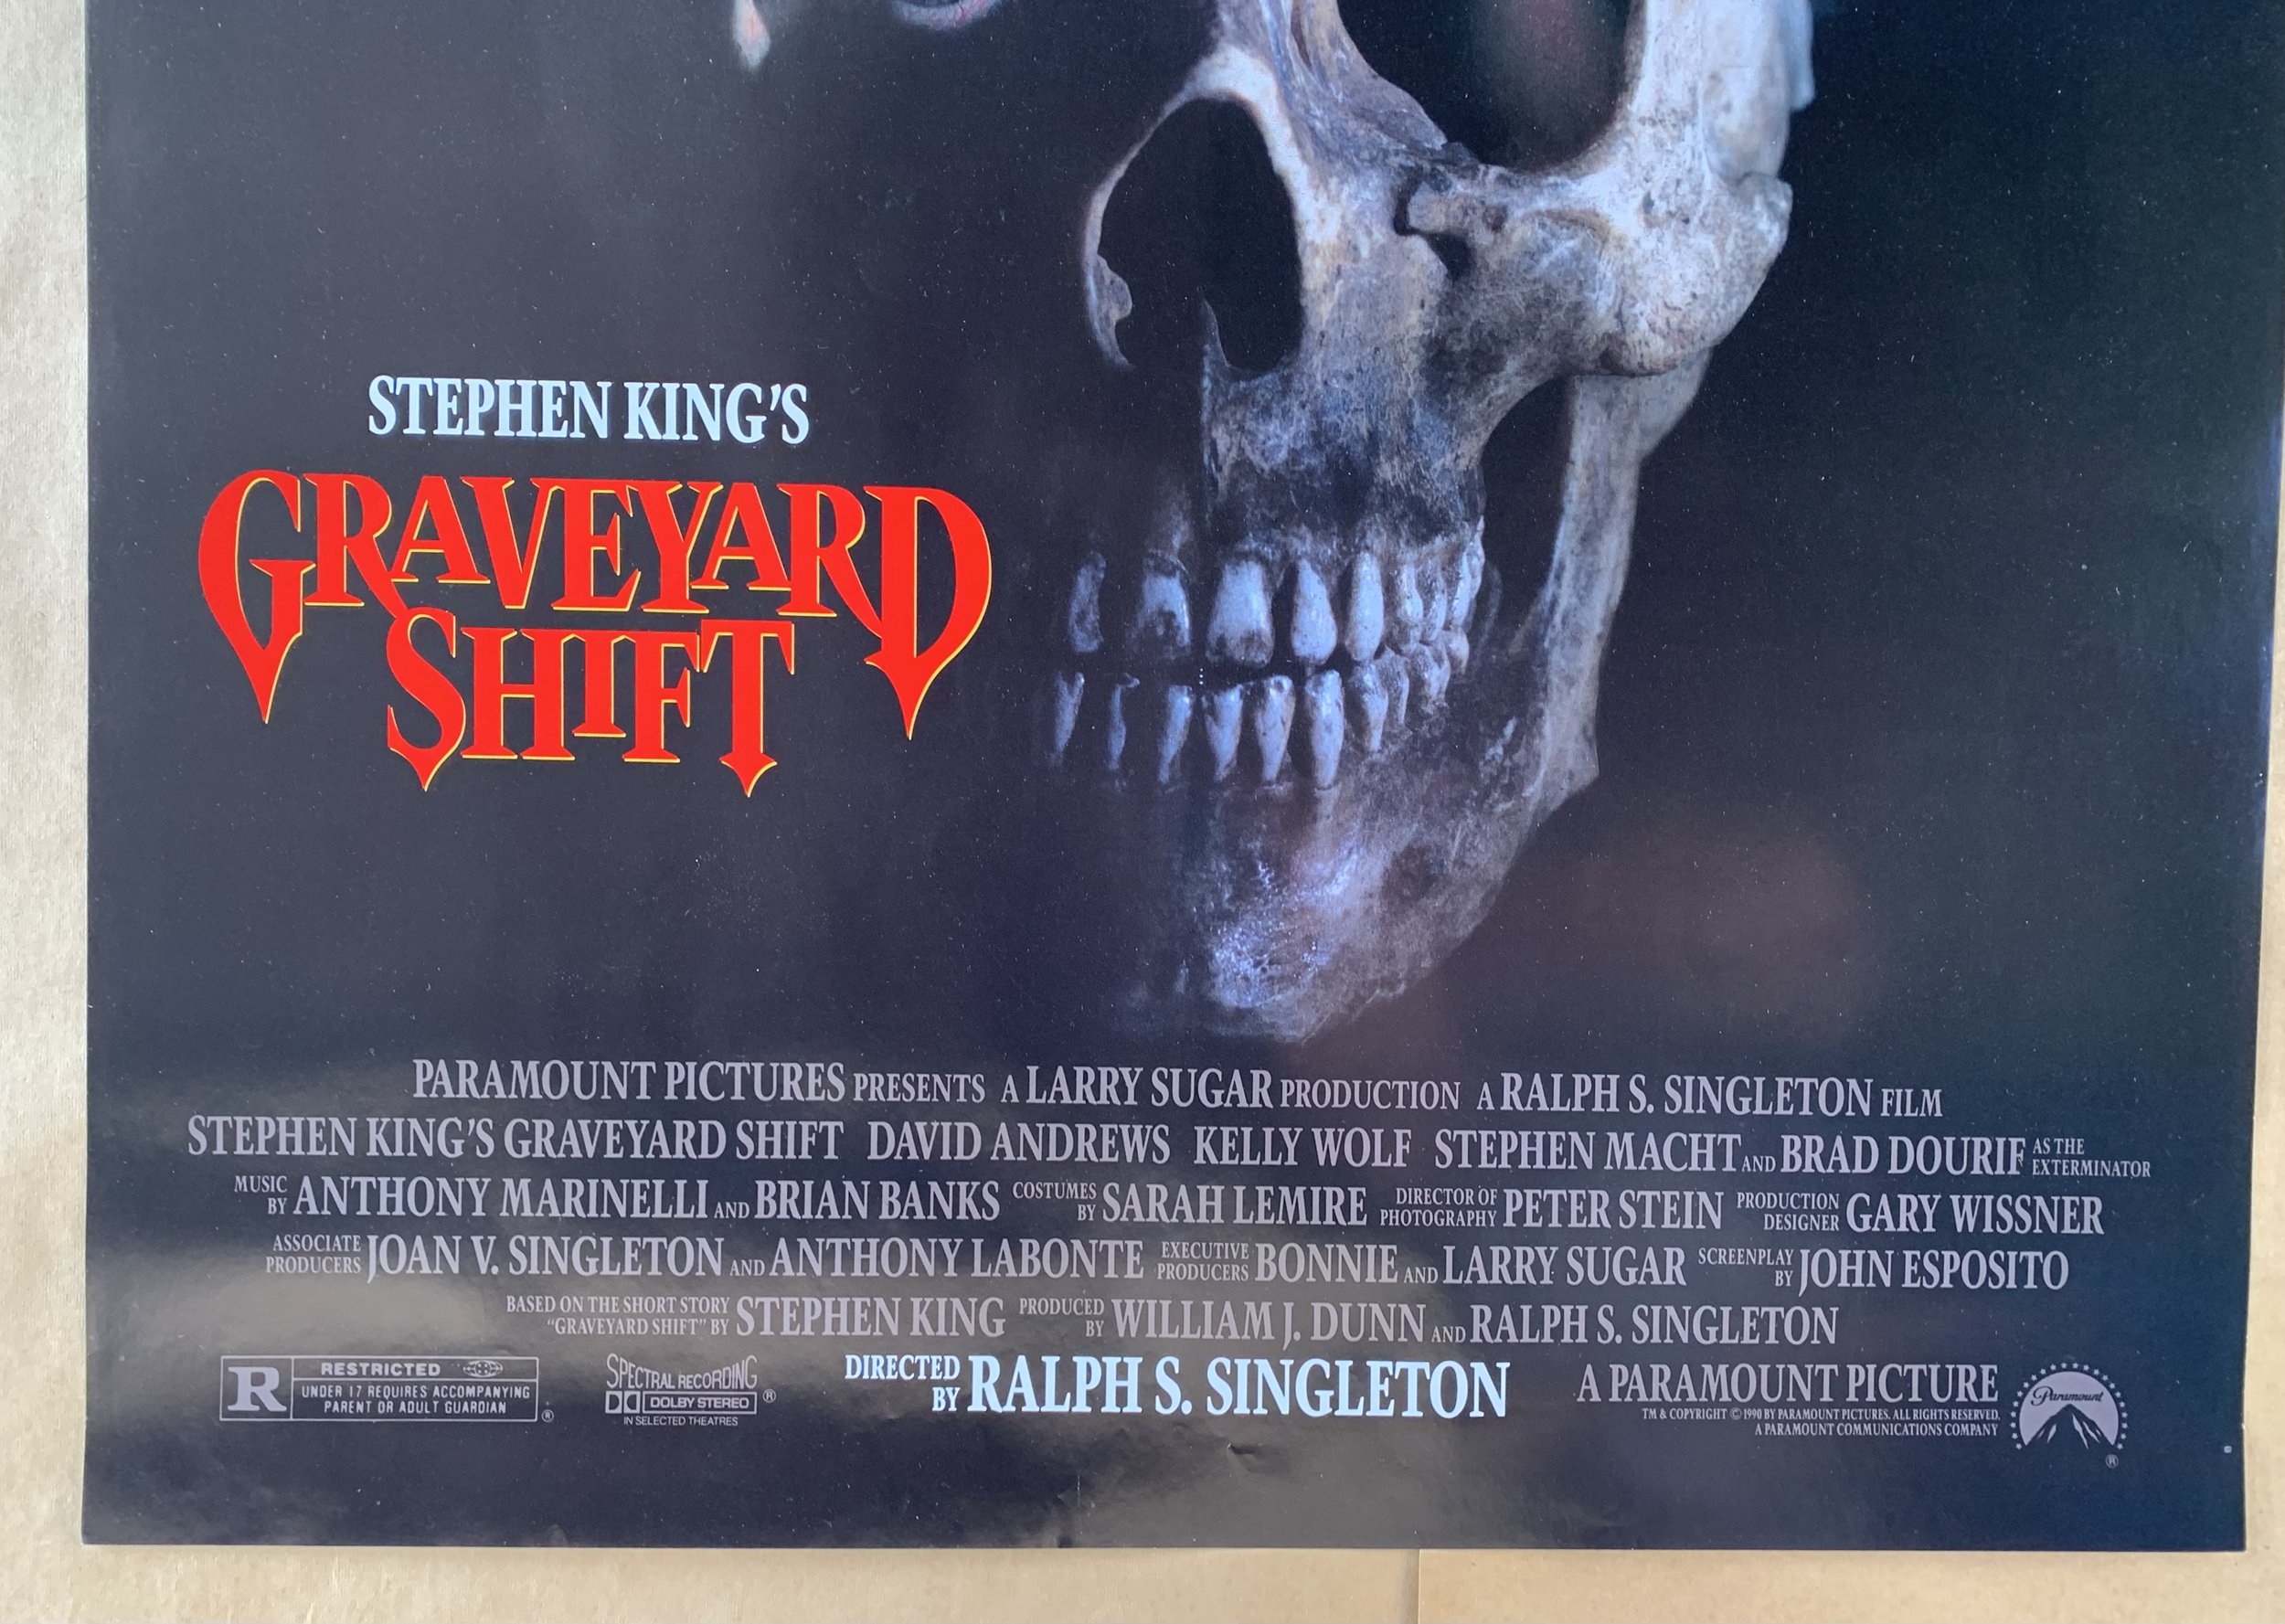 STEPHEN KING'S
GRAVEYARD
SHIFT
PARAMOUNT PICTURES PRESENTS A LARRY SUGAR PRODUCTION A RALPH S. SINGLETON FILM
STEPHEN KING'S GRAVEYARD SHIFT DAVID ANDREWS KELLY WOLF STEPHEN MACHT AND BRAD DOURIF AS THE EXTERMINATOR
MUSIC BY ANTHONY MARINELLI AND BRIAN BANKS COSTUMES BY SARAH LEMIRE DIRECTOR OF PHOTOGRAPHY PETER STEIN PRODUCTION DESIGNER GARY WISSNER
ASSOCIATE PRODUCERS JOAN V. SINGLETON AND ANTHONY LABONTE EXECUTIVE PRODUCERS BONNIE AND LARRY SUGAR SCREENPLAY BY JOHN ESPOSITO
BASED ON THE SHORT STORY "GRAVEYARD SHIFT" BY STEPHEN KING PRODUCED BY WILLIAM J. DUNN AND RALPH S. SINGLETON
R RESTRICTED
UNDER 17 REQUIRES ACCOMPANYING
PARENT OR ADULT GUARDIAN ®
SPECTRAL RECORDING
DOLBY STEREO ®
IN SELECTED THEATRES
DIRECTED BY RALPH S. SINGLETON
A PARAMOUNT PICTURE
TM & COPYRIGHT © 1990 BY PARAMOUNT PICTURES. ALL RIGHTS RESERVED.
A PARAMOUNT COMMUNICATIONS COMPANY
Paramount ®